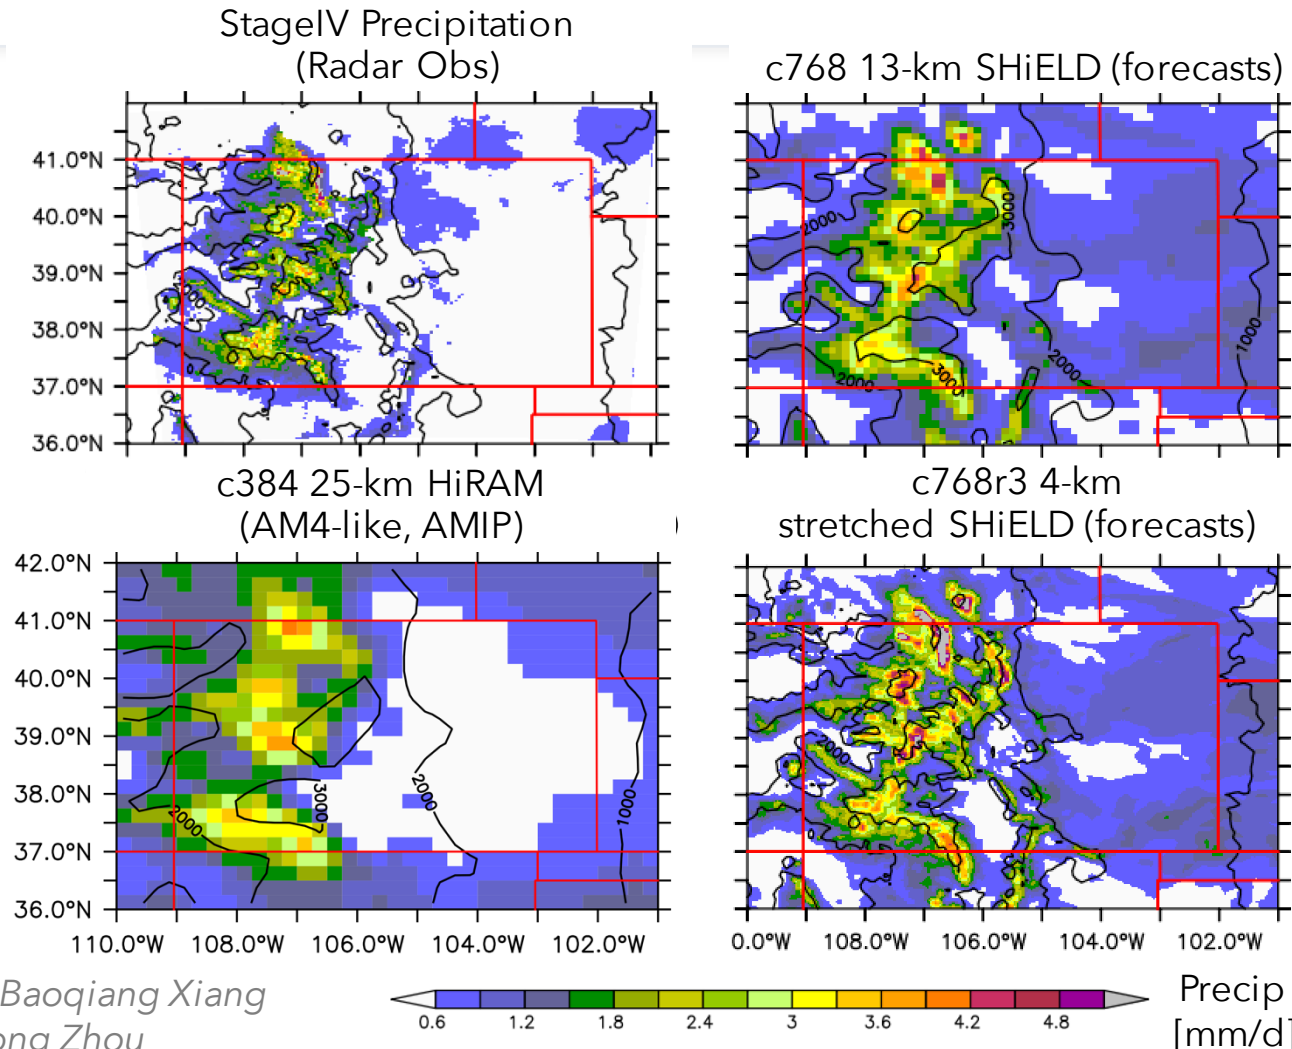 StageIV Precipitation
(Radar Obs)
c768 13-km SHiELD (forecasts)
41.0°N
40.0°N
39.0°N
38.0°N
37.0°N
36.0°N
2000
3000
2000
3000
2000
1000
c384 25-km HiRAM
(AM4-like, AMIP)
c768r3 4-km
stretched SHiELD (forecasts)
42.0°N
41.0°N
40.0°N
39.0°N
38.0°N
37.0°N
36.0°N
2000
3000
2000
1000
2000
110.0°W
108.0°W
106.0°W
104.0°W
102.0°W
0.0°W
108.0°W
106.0°W
104.0°W
102.0°W
Baoqiang Xiang
ong Zhou
0.6
1.2
1.8
2.4
3
3.6
4.2
4.8
Precip
[mm/d]